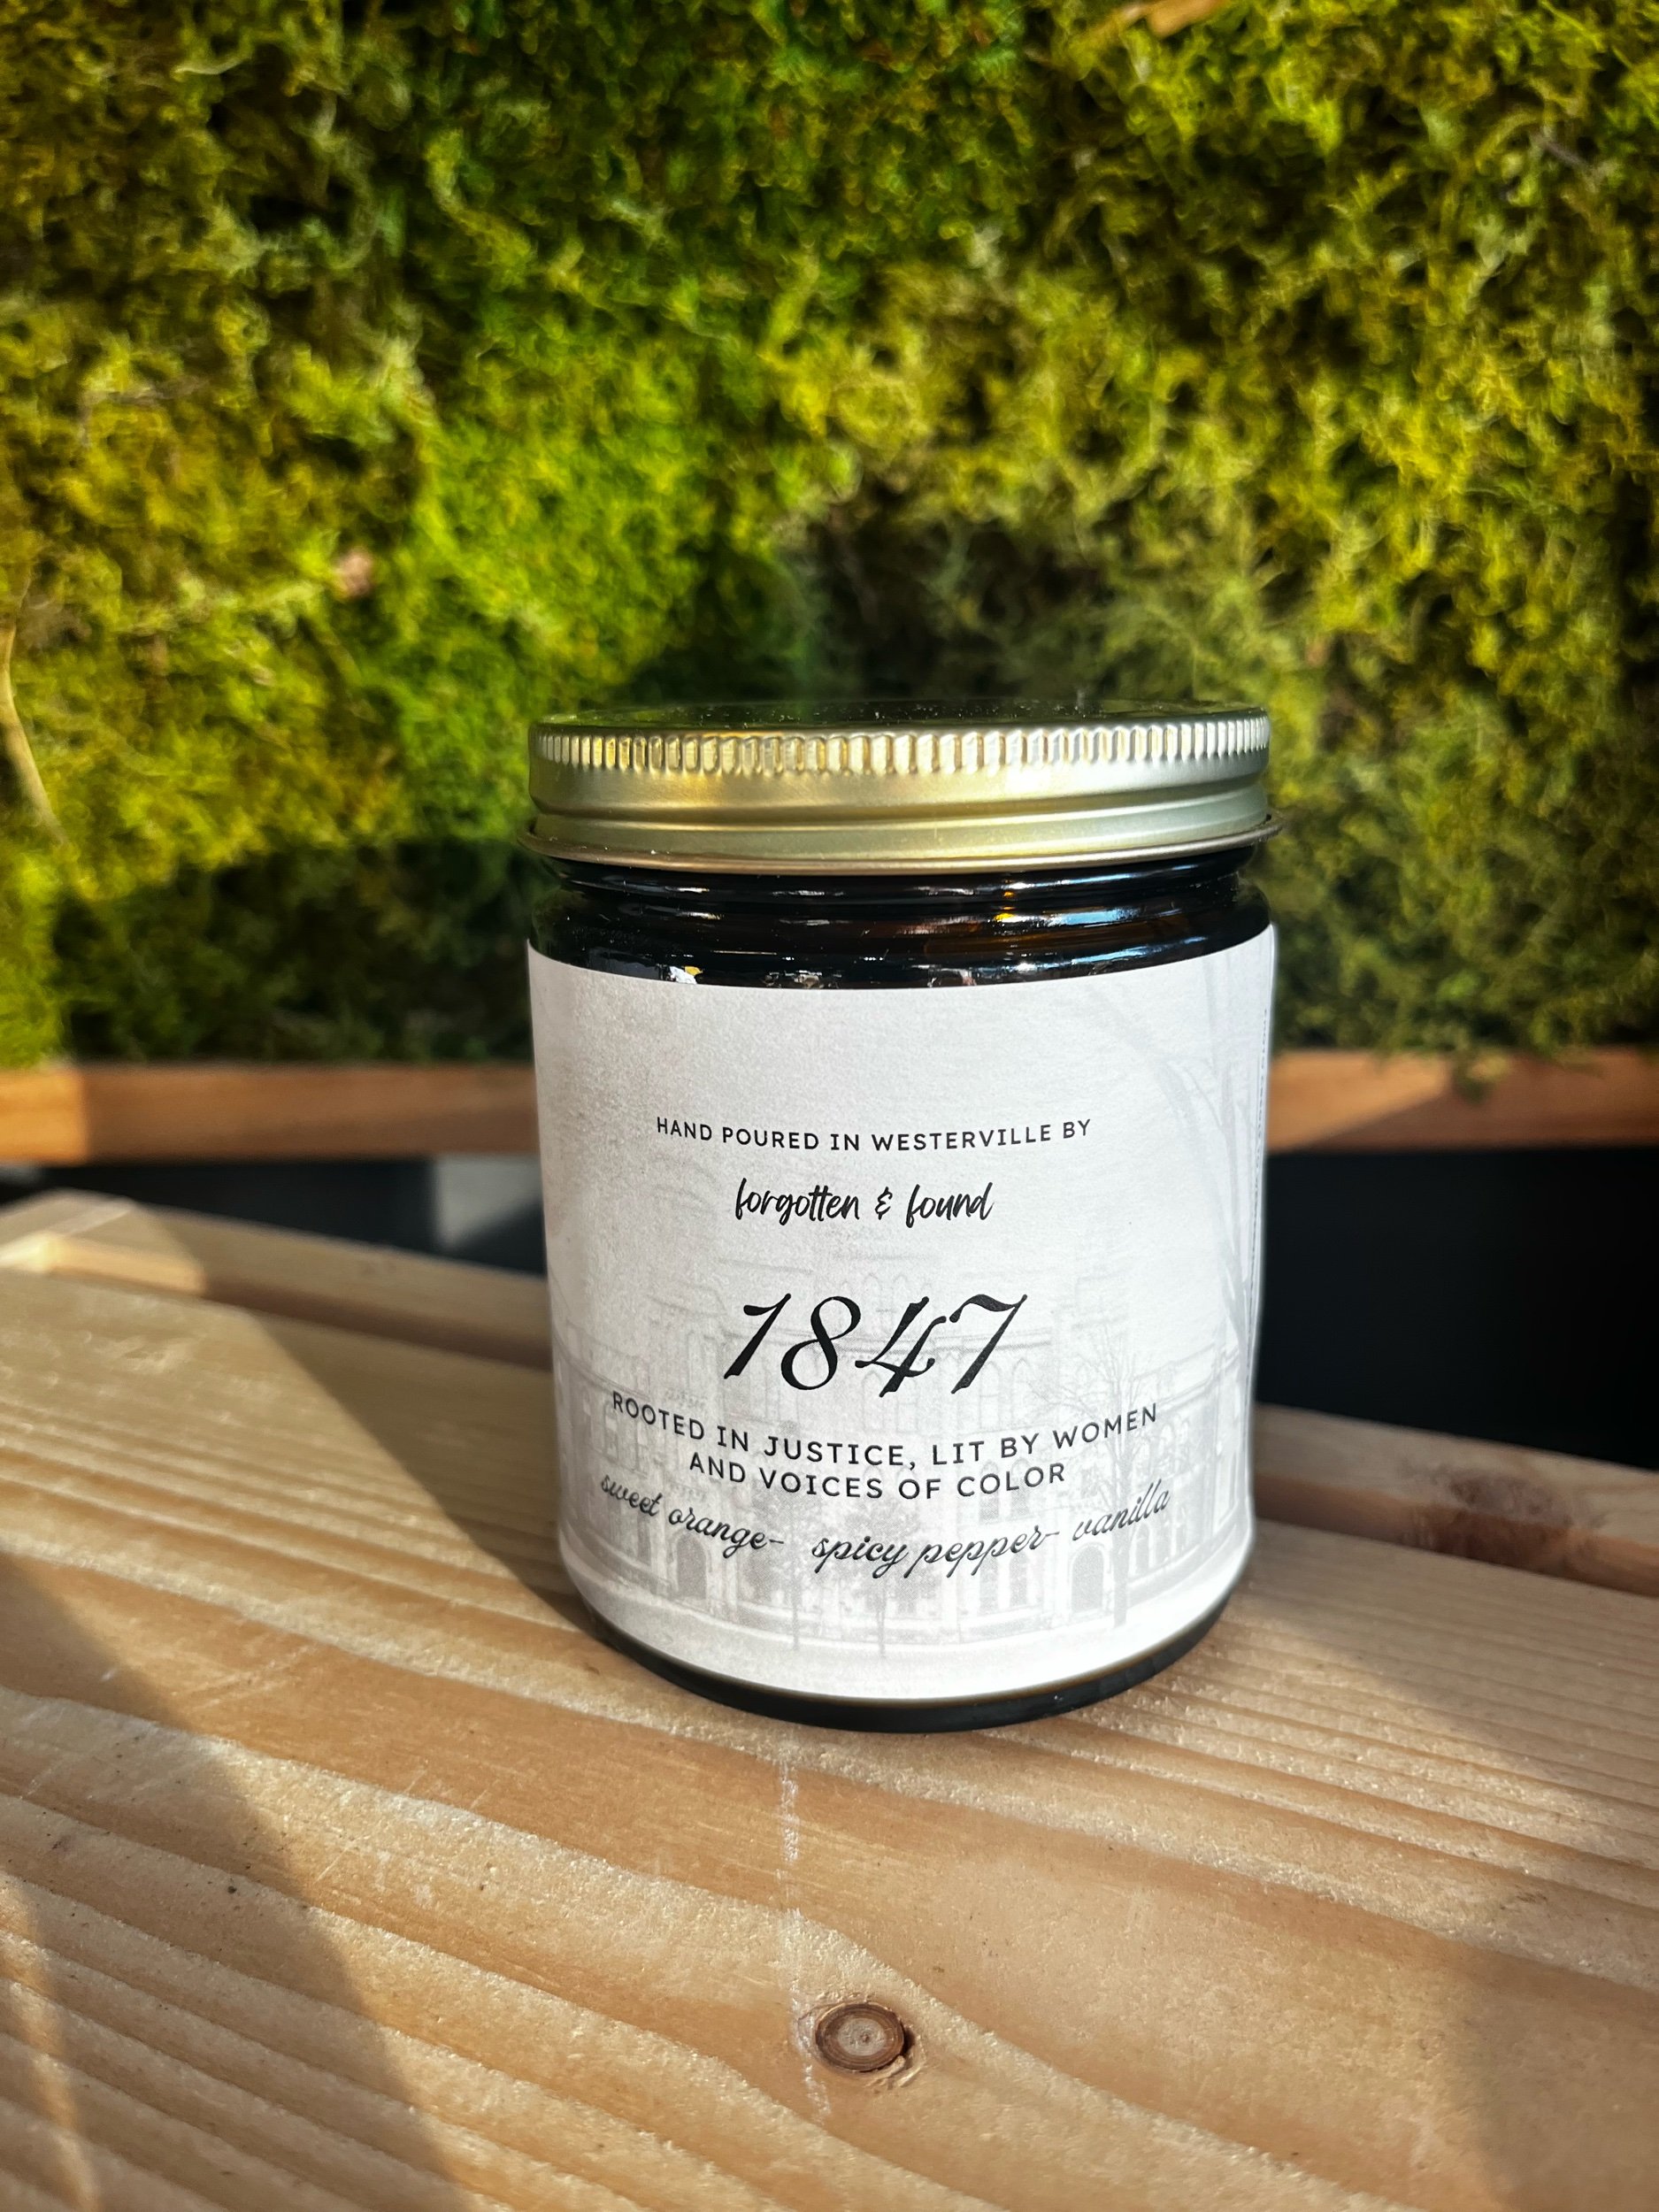 HAND POURED IN WESTERVILLE BY
forgotten & found
1847
ROOTED IN JUSTICE, LIT BY WOMEN
AND VOICES OF COLOR
sweet orange- spicy pepper- vanilla